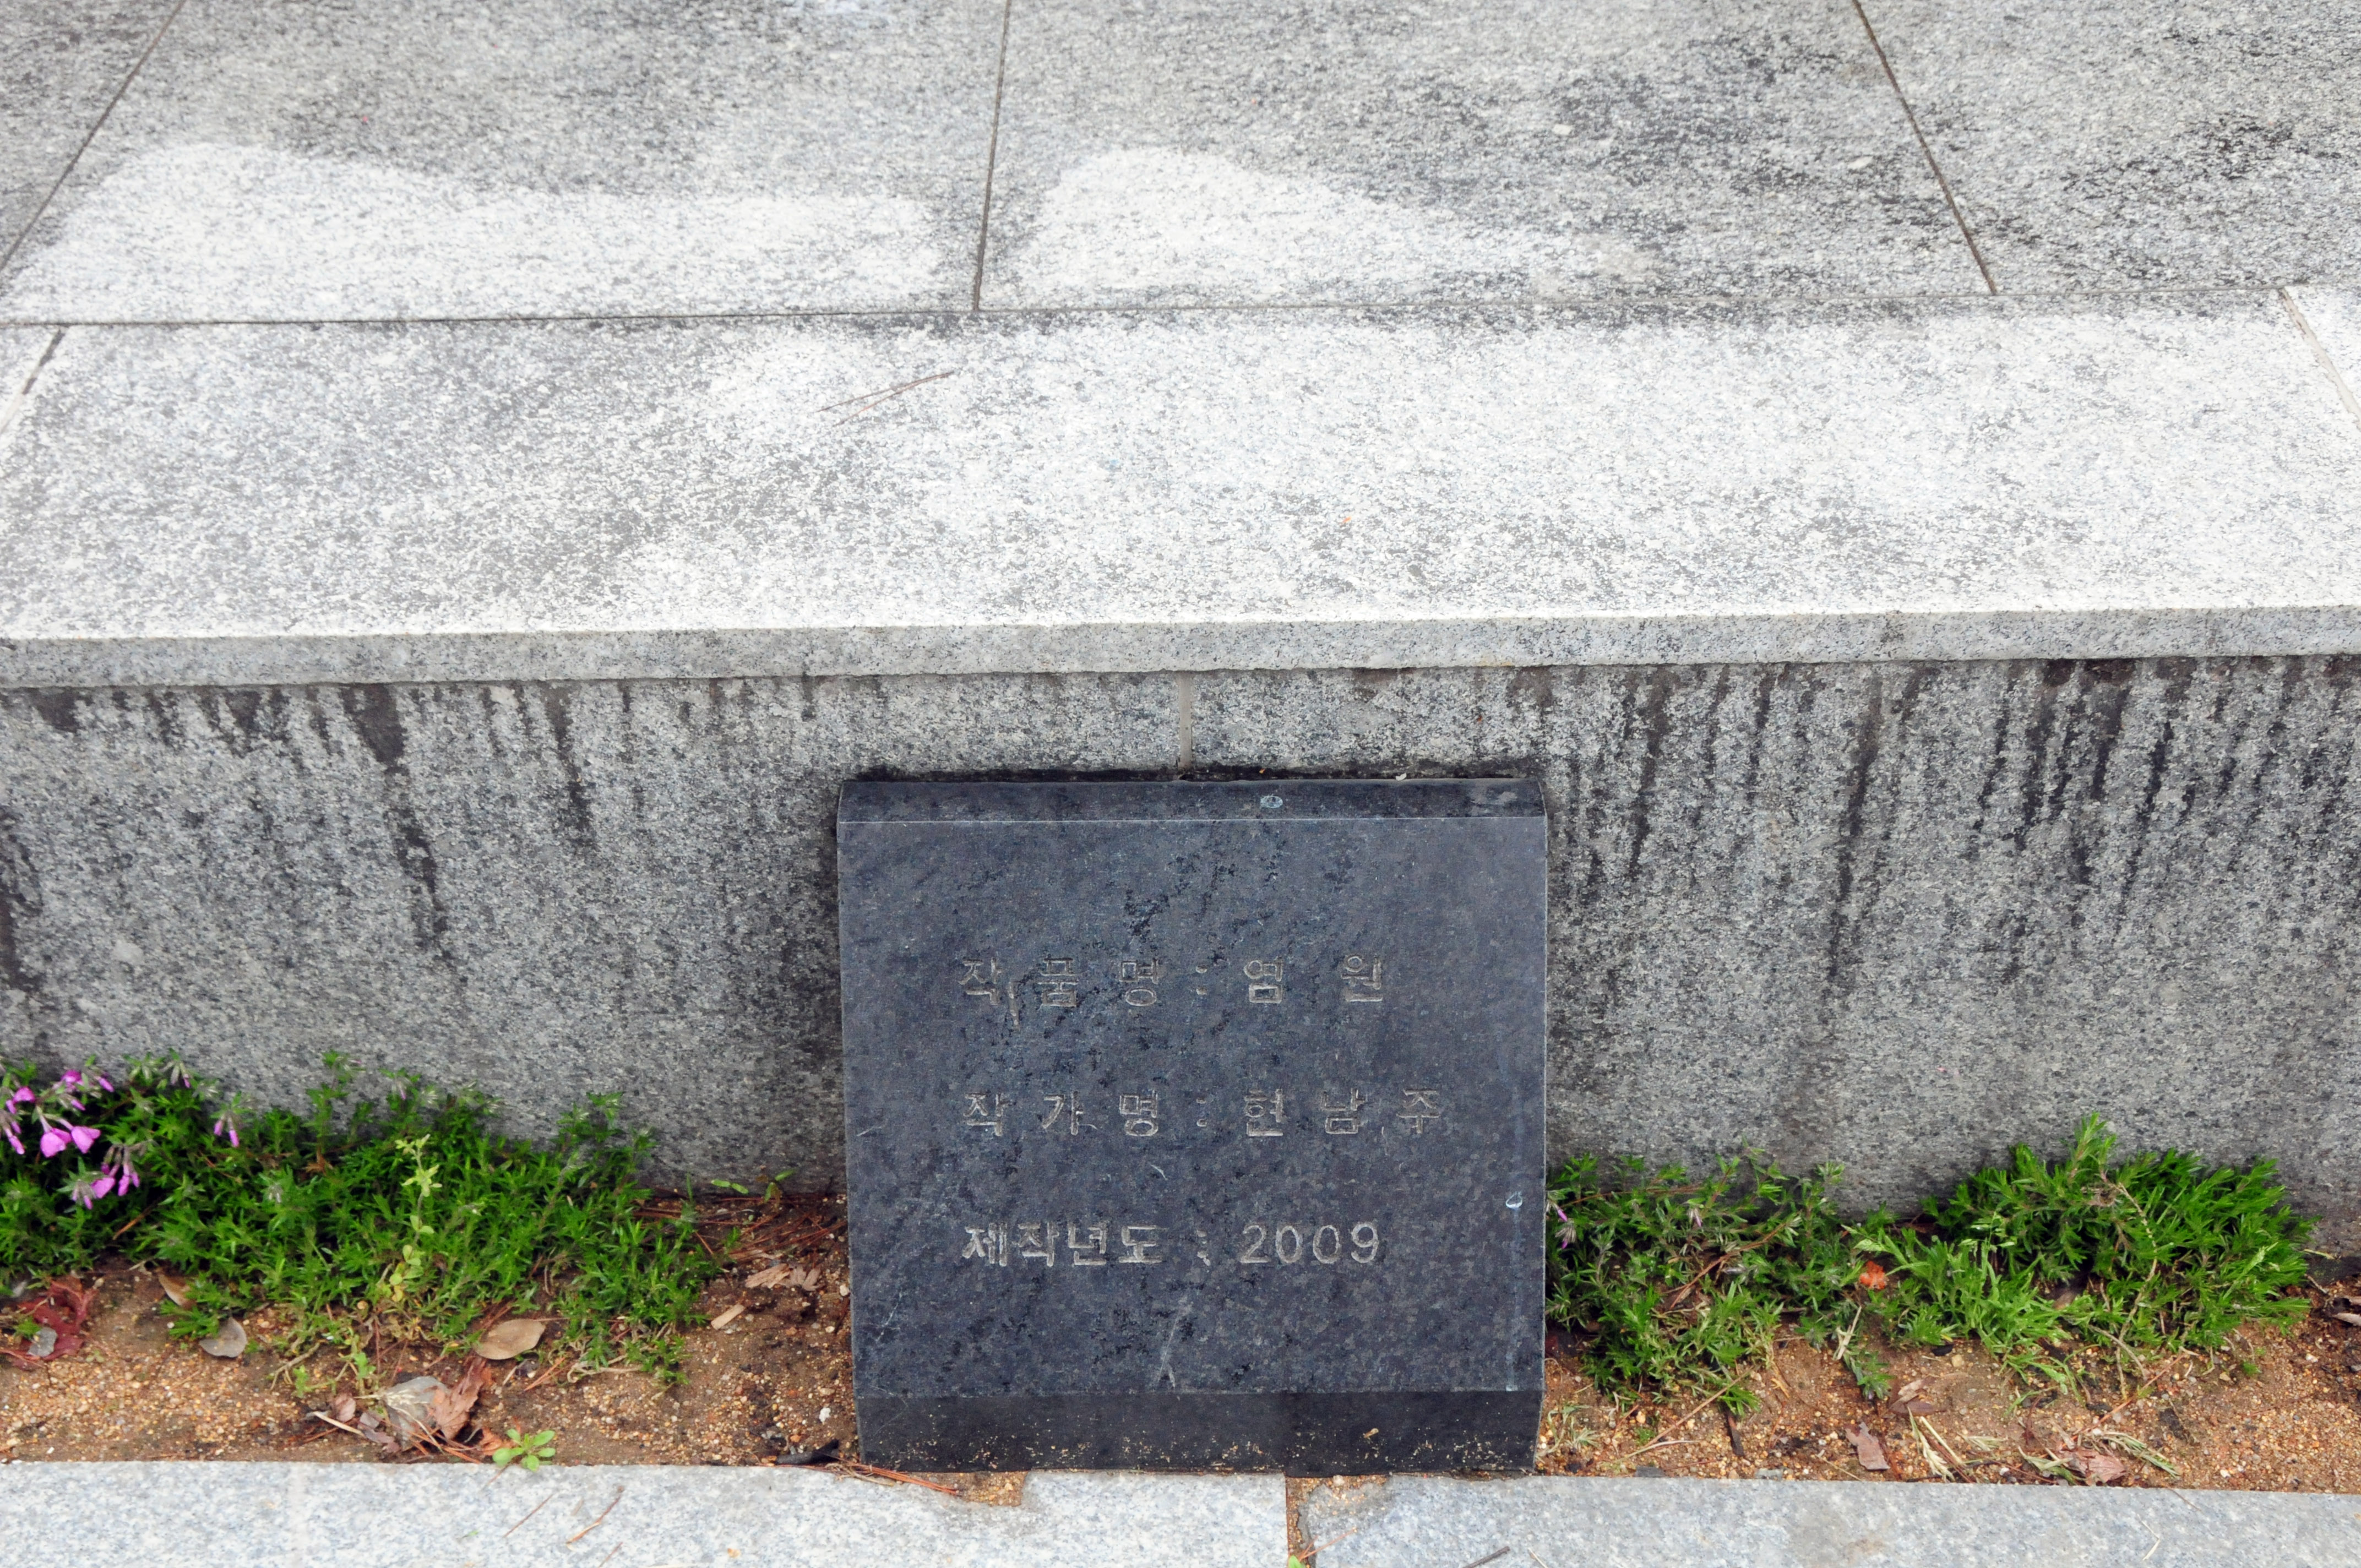 작품명 : 염 원
작가명 : 현남주
제작년도 : 2009